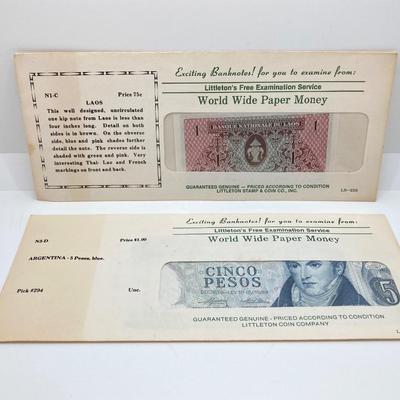 N1-C Price 75c
LAOS
This well designed, uncirculated
one kip note from Laos is less than
four inches long. Detail on both
sides is in brown. On the obverse
side, blue and pink shades farther
detail the note. The reverse side is
shaded with green and pink. Very
interesting Thai-Lao and French
markings on front and back.
Exciting Banknotes! for you to examine from:
Littleton's Free Examination Service
World Wide Paper Money
1 BANQUE NATIONALE DU LAOS 1
GUARANTEED GENUINE – PRICED ACCORDING TO CONDITION
LITTLETON STAMP & COIN CO., INC.
N3-D Price $1.00
ARGENTINA - 5 Pesos, blue.
Pick #294 Unc.
Exciting Banknotes! for you to examine from:
Littleton's Free Examination Service
World Wide Paper Money
CINCO
PESOS
5
GUARANTEED GENUINE – PRICED ACCORDING TO CONDITION
LITTLETON COIN COMPANY